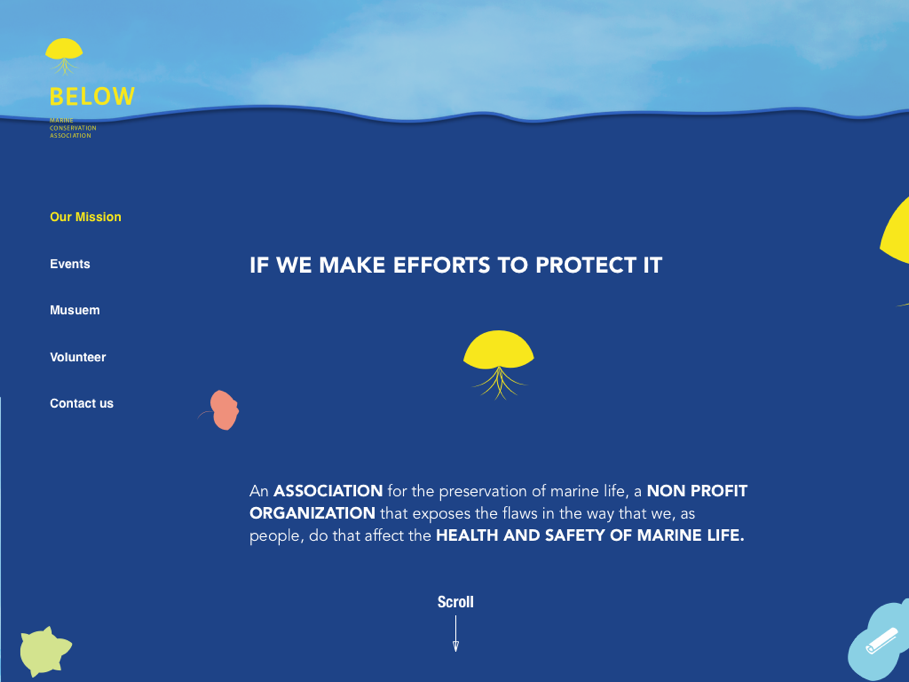 BELOW
MARINE
CONSERVATION
ASSOCIATION
Our Mission
Events
Musuem
Volunteer
Contact us
IF WE MAKE EFFORTS TO PROTECT IT
An ASSOCIATION for the preservation of marine life, a NON PROFIT
ORGANIZATION that exposes the flaws in the way that we, as
people, do that affect the HEALTH AND SAFETY OF MARINE LIFE.
Scroll